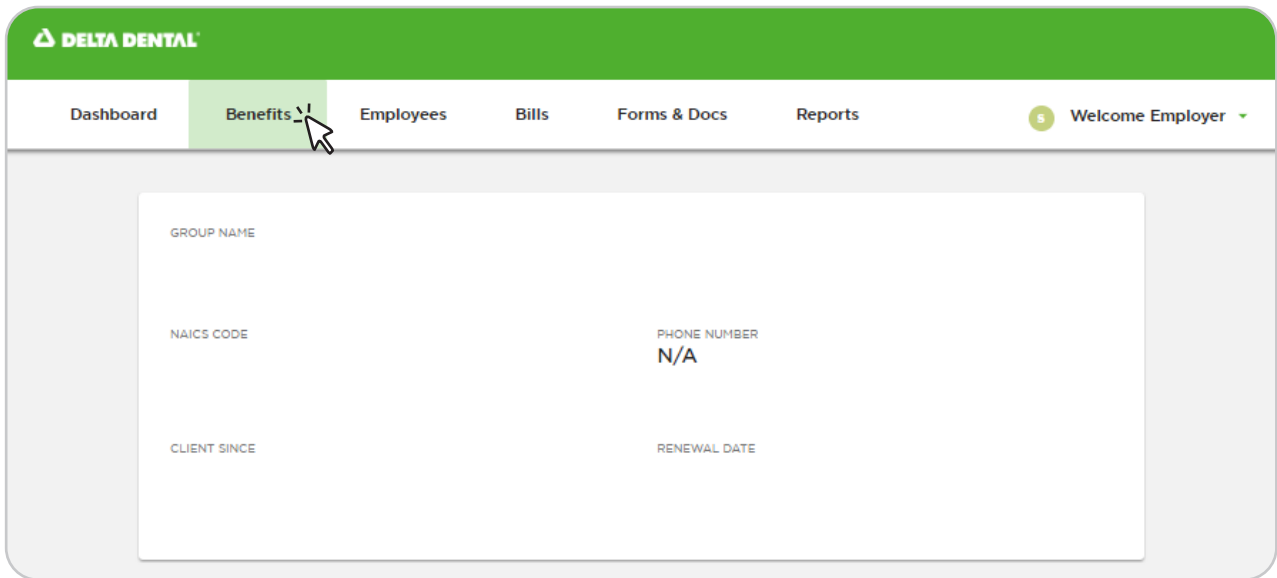 DELTA DENTAL
Dashboard Benefits Employees Bills Forms & Docs Reports S Welcome Employer
GROUP NAME
NAICS CODE PHONE NUMBER
N/A
CLIENT SINCE RENEWAL DATE